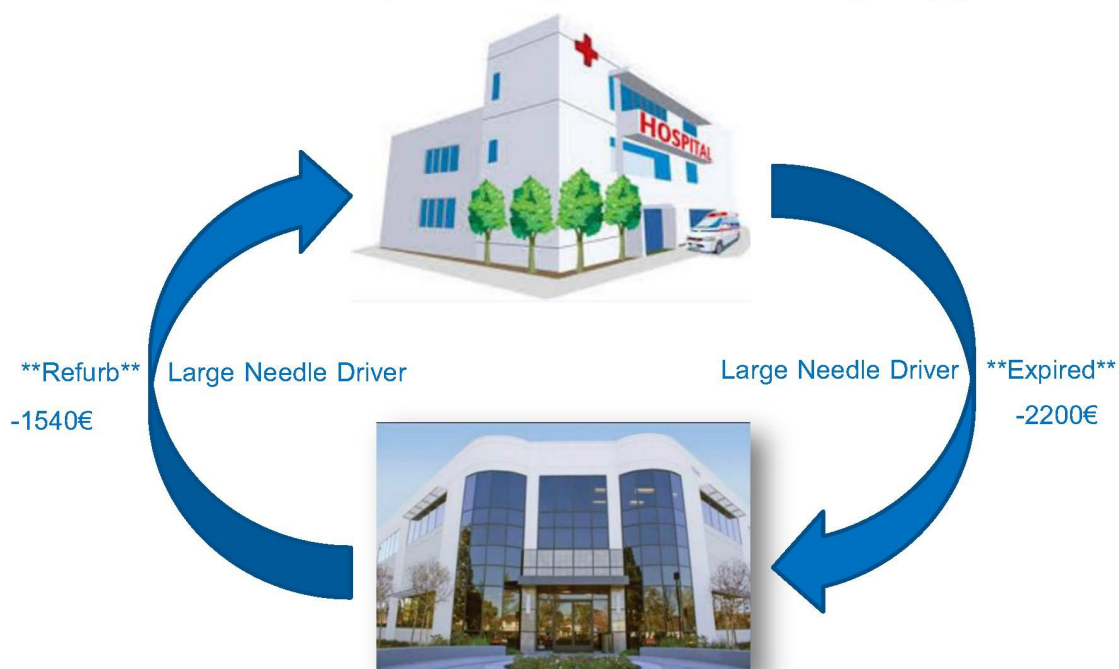 HOSPITAL
**Refurb**
Large Needle Driver
-1540€
Large Needle Driver
**Expired**
-2200€